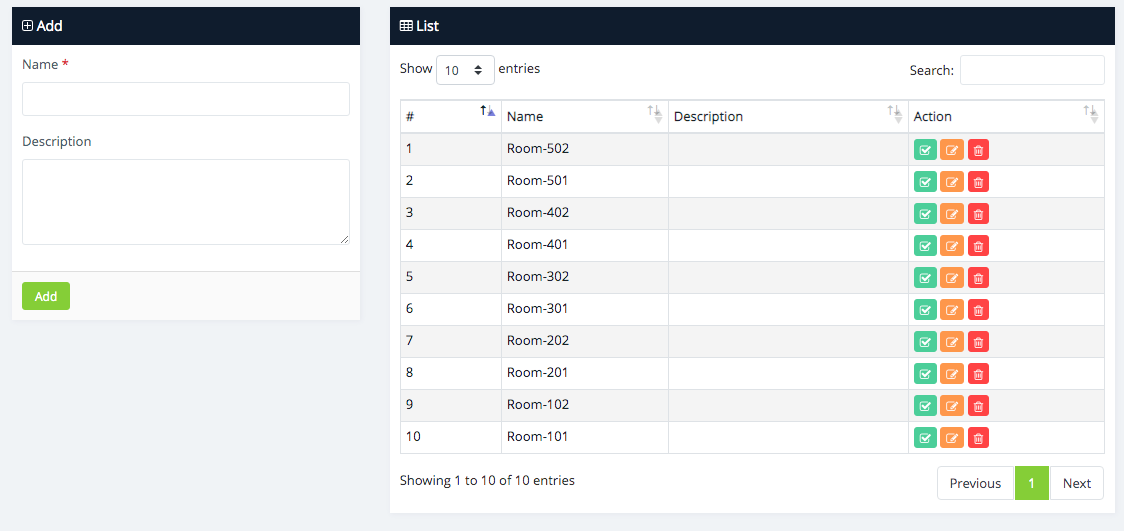 Add
Name *
Description
Add
List
Show 10 entries
Search:
# Name Description Action
1 Room-502
2 Room-501
3 Room-402
4 Room-401
5 Room-302
6 Room-301
7 Room-202
8 Room-201
9 Room-102
10 Room-101
Showing 1 to 10 of 10 entries
Previous 1 Next